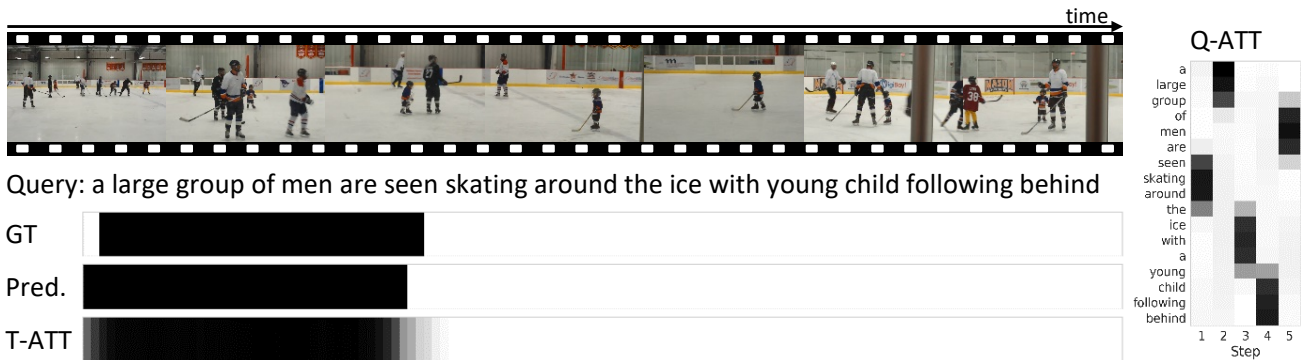 time
Query: a large group of men are seen skating around the ice with young child following behind
GT
Pred.
T-ATT
Q-ATT
a
large
group
of
men
are
seen
skating
around
the
ice
with
a
young
child
following
behind
1 2 3 4 5
Step
38